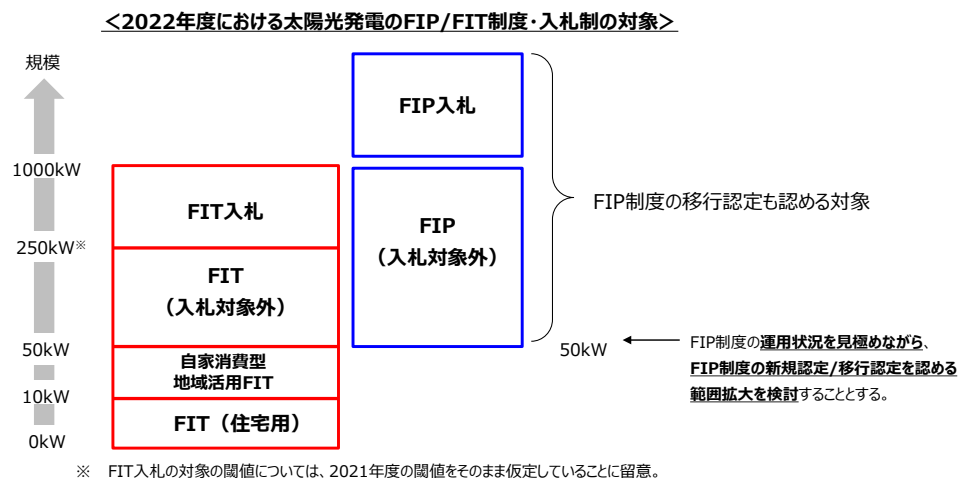 ＜2022年度における太陽光発電のFIP/FIT制度・入札制の対象＞
規模
FIP入札
1000kW
FIT入札
FIP
（入札対象外）
FIP制度の移行認定も認める対象
250kW※
FIT
（入札対象外）
50kW
自家消費型
地域活用FIT
50kW
FIP制度の運用状況を見極めながら、
FIP制度の新規認定/移行認定を認める
範囲拡大を検討することとする。
10kW
FIT（住宅用）
0kW
※　FIT入札の対象の閾値については、2021年度の閾値をそのまま仮定していることに留意。